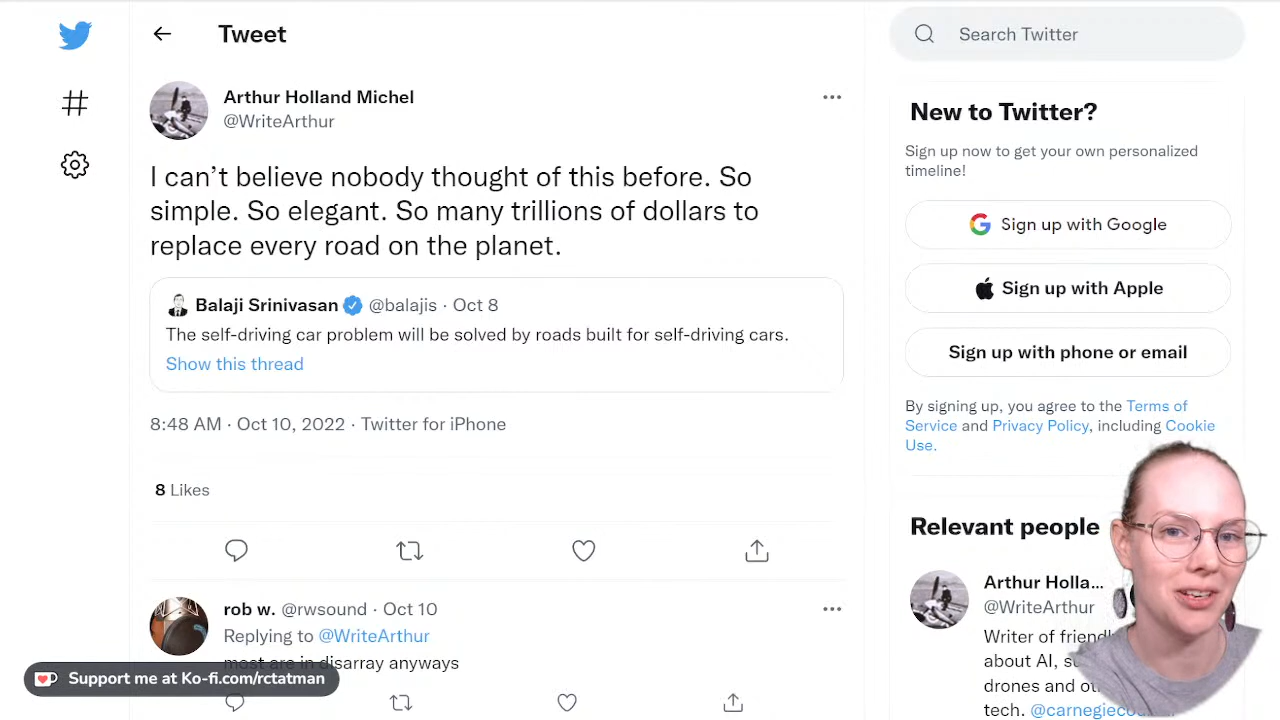 Tweet
Arthur Holland Michel
@WriteArthur
I can’t believe nobody thought of this before. So
simple. So elegant. So many trillions of dollars to
replace every road on the planet.
Balaji Srinivasan @balajis · Oct 8
The self-driving car problem will be solved by roads built for self-driving cars.
Show this thread
8:48 AM · Oct 10, 2022 · Twitter for iPhone
8 Likes
rob w. @rwsound · Oct 10
Replying to @WriteArthur
most are in disarray anyways
Support me at Ko-fi.com/rctatman
Search Twitter
New to Twitter?
Sign up now to get your own personalized
timeline!
Sign up with Google
Sign up with Apple
Sign up with phone or email
By signing up, you agree to the Terms of
Service and Privacy Policy, including Cookie
Use.
Relevant people
Arthur Holla...
@WriteArthur
Writer of
about AI,
drones and
tech.